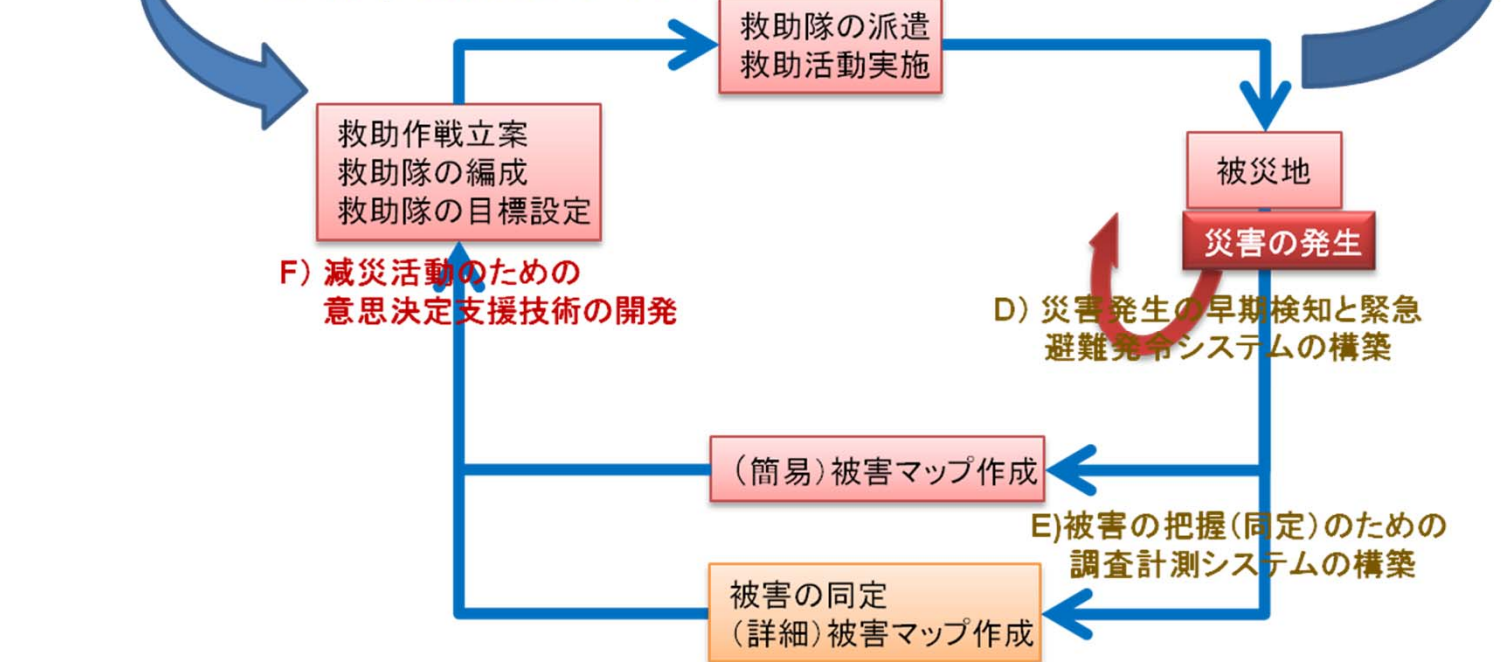 救助隊の派遣
救助活動実施
救助作戦立案
救助隊の編成
救助隊の目標設定
被災地
災害の発生
F）減災活動のための
意思決定支援技術の開発
D）災害発生の早期検知と緊急
避難発令システムの構築
（簡易）被害マップ作成
E)被害の把握（同定）のための
調査計測システムの構築
被害の同定
（詳細）被害マップ作成